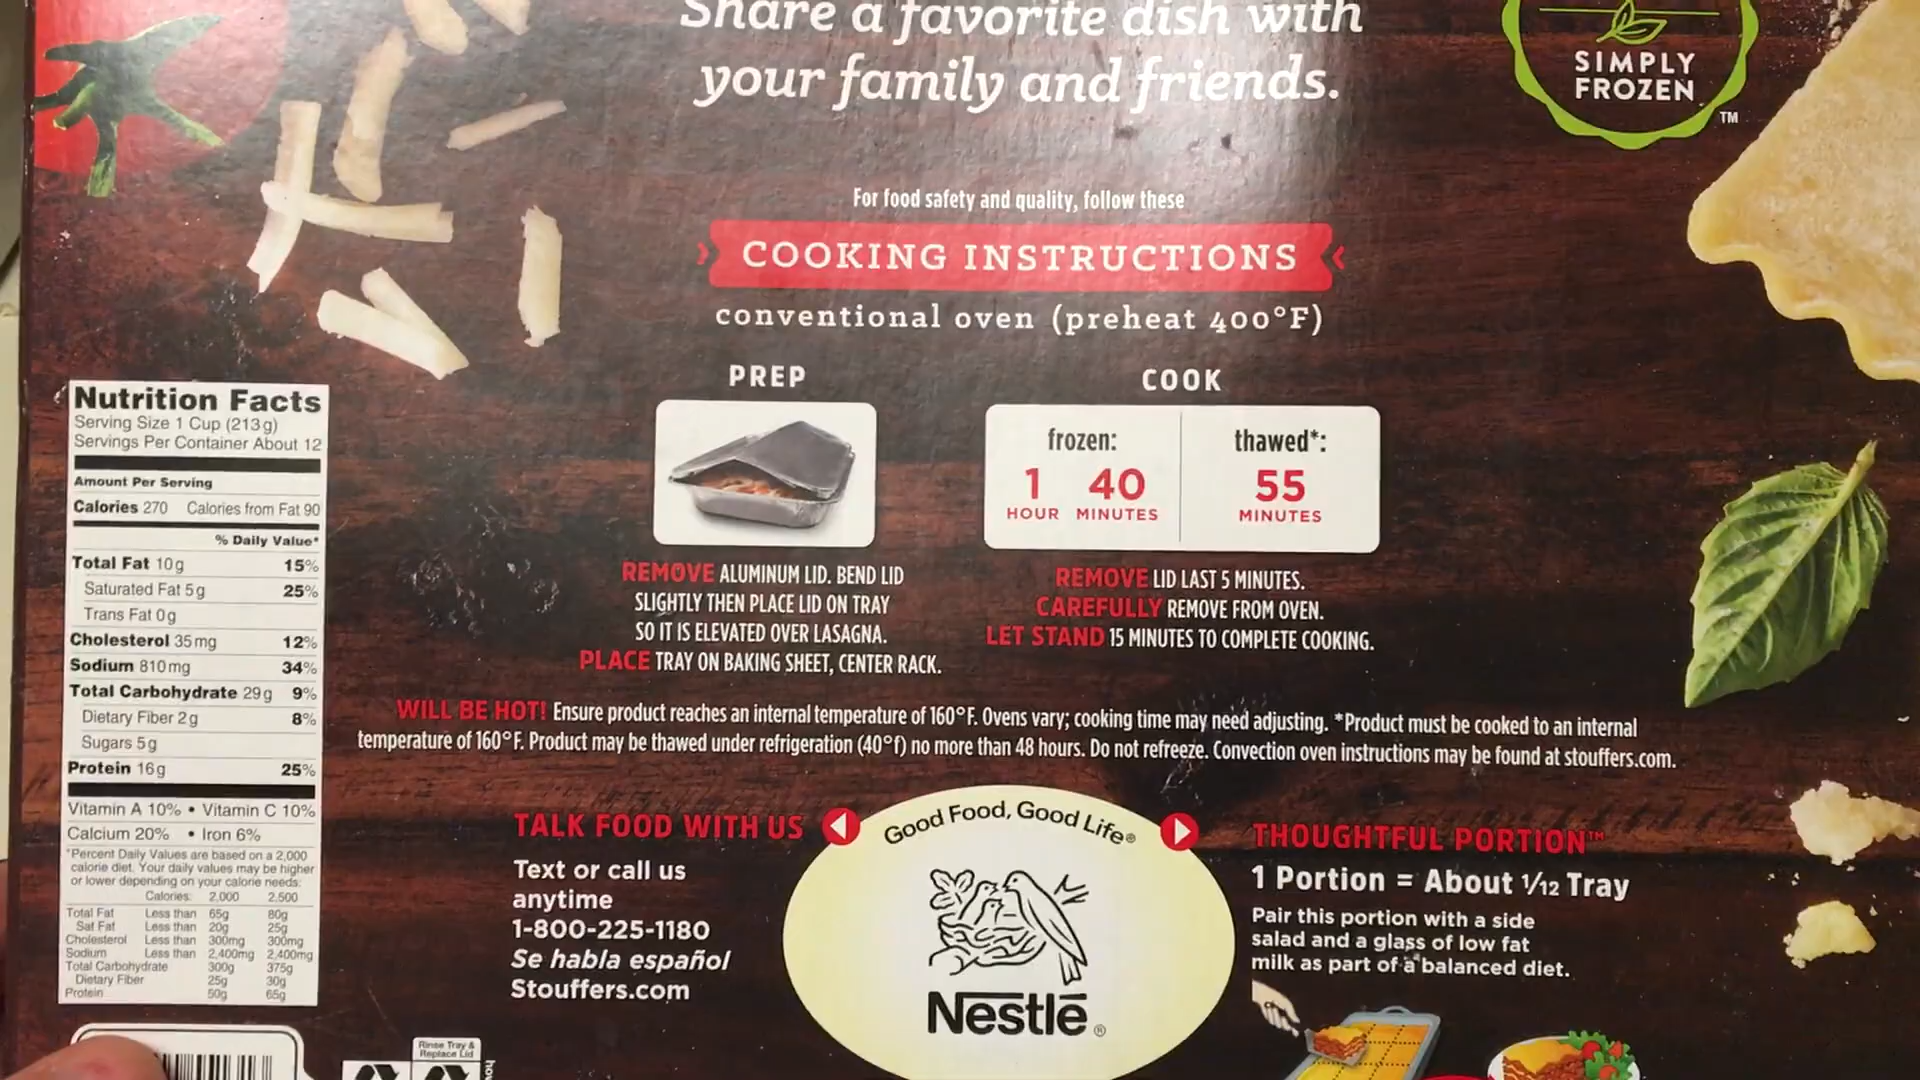 Share a favorite dish with
your family and friends.
SIMPLY
FROZEN
TM
For food safety and quality, follow these
COOKING INSTRUCTIONS
conventional oven (preheat 400°F)
PREP
REMOVE ALUMINUM LID. BEND LID
SLIGHTLY THEN PLACE LID ON TRAY
SO IT IS ELEVATED OVER LASAGNA.
PLACE TRAY ON BAKING SHEET, CENTER RACK.
COOK
frozen:
1 40
HOUR MINUTES
thawed*:
55
MINUTES
REMOVE LID LAST 5 MINUTES.
CAREFULLY REMOVE FROM OVEN.
LET STAND 15 MINUTES TO COMPLETE COOKING.
WILL BE HOT! Ensure product reaches an internal temperature of 160°F. Ovens vary; cooking time may need adjusting. *Product must be cooked to an internal
temperature of 160°F. Product may be thawed under refrigeration (40°f) no more than 48 hours. Do not refreeze. Convection oven instructions may be found at stouffers.com.
Nutrition Facts
Serving Size 1 Cup (213g)
Servings Per Container About 12
Amount Per Serving
Calories 270 Calories from Fat 90
% Daily Value*
Total Fat 10g 15%
Saturated Fat 5g 25%
Trans Fat 0g
Cholesterol 35mg 12%
Sodium 810mg 34%
Total Carbohydrate 29g 9%
Dietary Fiber 2g 8%
Sugars 5g
Protein 16g 25%
Vitamin A 10% • Vitamin C 10%
Calcium 20% • Iron 6%
*Percent Daily Values are based on a 2,000
calorie diet. Your daily values may be higher
or lower depending on your calorie needs:
Calories: 2,000 2,500
Total Fat Less than 65g 80g
Sat Fat Less than 20g 25g
Cholesterol Less than 300mg 300mg
Sodium Less than 2,400mg 2,400mg
Total Carbohydrate 300g 375g
Dietary Fiber 25g 30g
Protein 50g 65g
TALK FOOD WITH US
Text or call us
anytime
1-800-225-1180
Se habla español
Stouffers.com
Good Food, Good Life®
Nestlé®
THOUGHTFUL PORTION™
1 Portion = About 1/12 Tray
Pair this portion with a side
salad and a glass of low fat
milk as part of a balanced diet.
Rinse Tray &
Replace Lid